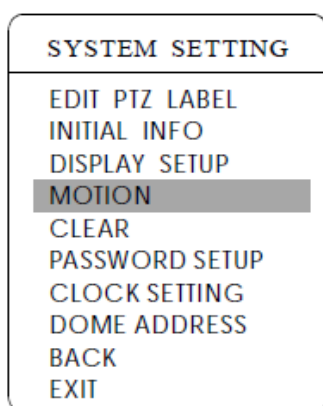 SYSTEM SETTING
EDIT PTZ LABEL
INITIAL INFO
DISPLAY SETUP
MOTION
CLEAR
PASSWORD SETUP
CLOCK SETTING
DOME ADDRESS
BACK
EXIT